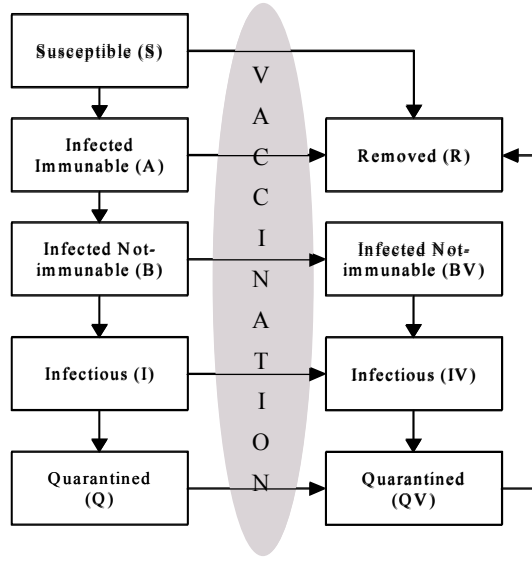 Susceptible (S)
Infected
Immunable (A)
Infected Not-
immunable (B)
Infectious (I)
Quarantined
(Q)
V
A
C
C
I
N
A
T
I
O
N
Removed (R)
Infected Not-
immunable (BV)
Infectious (IV)
Quarantined
(QV)